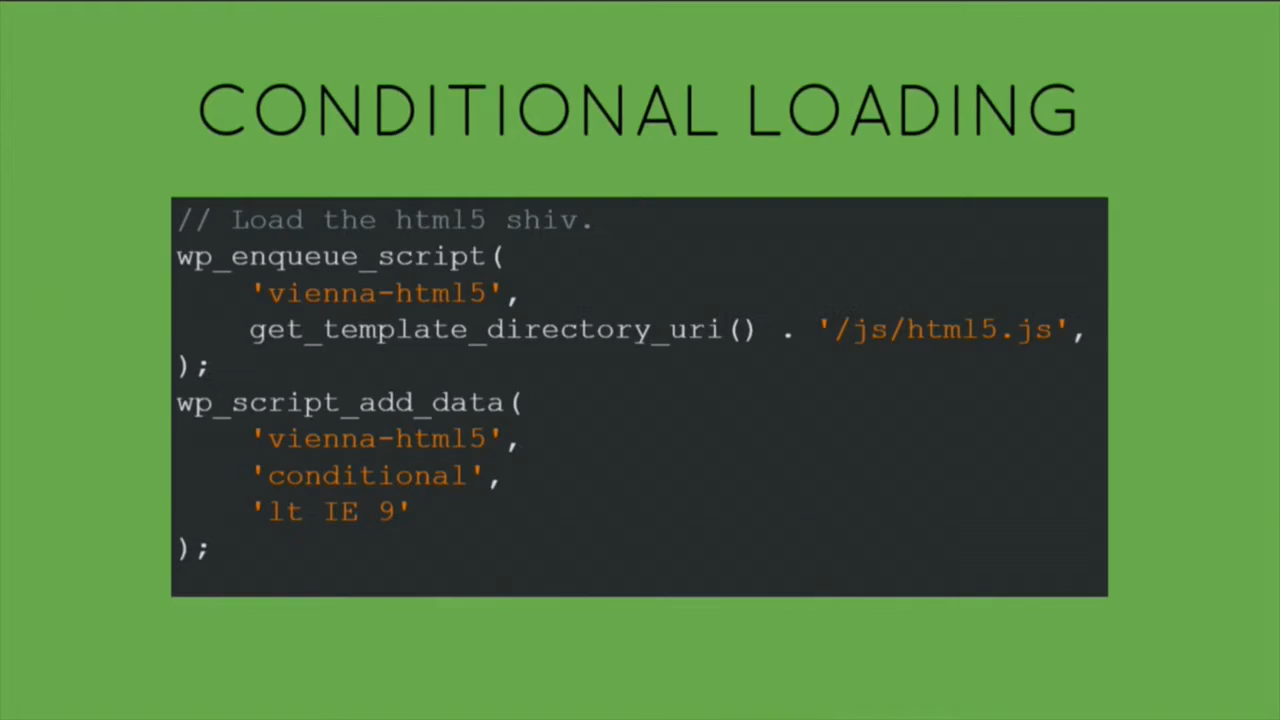 CONDITIONAL LOADING
// Load the html5 shiv.
wp_enqueue_script(
    'vienna-html5',
    get_template_directory_uri() . '/js/html5.js',
);
wp_script_add_data(
    'vienna-html5',
    'conditional',
    'lt IE 9'
);